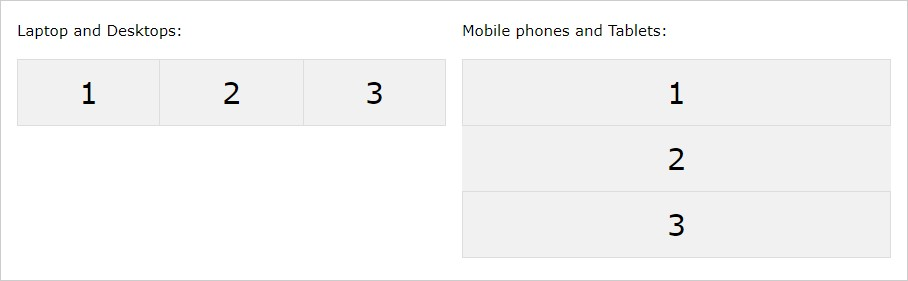 Laptop and Desktops:
1 2 3
Mobile phones and Tablets:
1
2
3